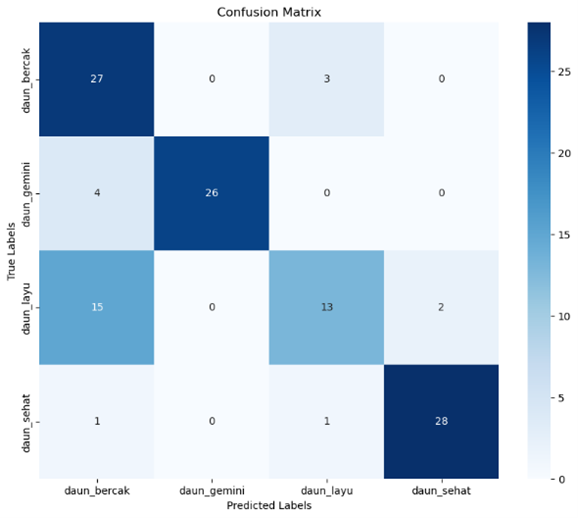 Confusion Matrix
daun_bercak
27
0
3
0
daun_gemini
4
26
0
0
daun_layu
15
0
13
2
daun_sehat
1
0
1
28
True Labels
daun_bercak
daun_gemini
daun_layu
daun_sehat
Predicted Labels
25
20
15
10
5
0